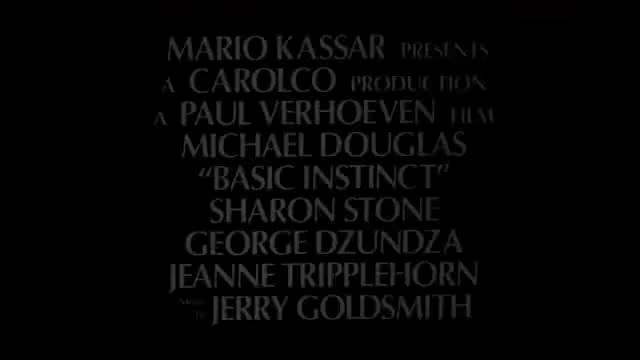 MARIO KASSAR PRESENTS
A CAROLCO PRODUCTION
A PAUL VERHOEVEN FILM
MICHAEL DOUGLAS
“BASIC INSTINCT”
SHARON STONE
GEORGE DZUNDZA
JEANNE TRIPPLEHORN
JERRY GOLDSMITH